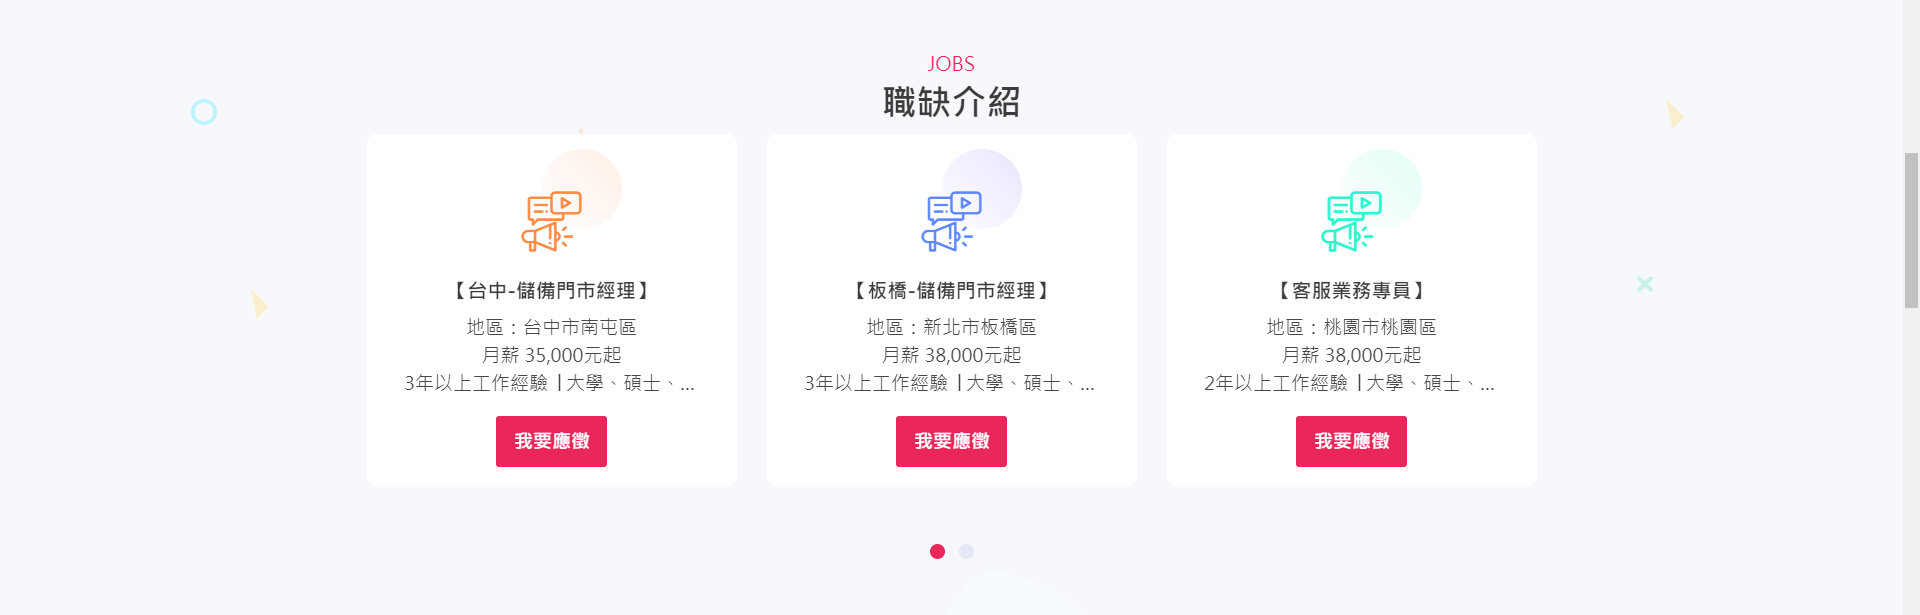 JOBS
職缺介紹
【台中-儲備門市經理】
地區：台中市南屯區
月薪 35,000元起
3年以上工作經驗┃大學、碩士、...
我要應徵
【板橋-儲備門市經理】
地區：新北市板橋區
月薪 38,000元起
3年以上工作經驗┃大學、碩士、...
我要應徵
【客服業務專員】
地區：桃園市桃園區
月薪 38,000元起
2年以上工作經驗┃大學、碩士、...
我要應徵